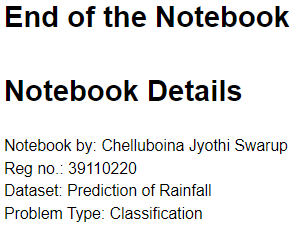 End of the Notebook
Notebook Details
Notebook by: Chelluboina Jyothi Swarup
Reg no.: 39110220
Dataset: Prediction of Rainfall
Problem Type: Classification